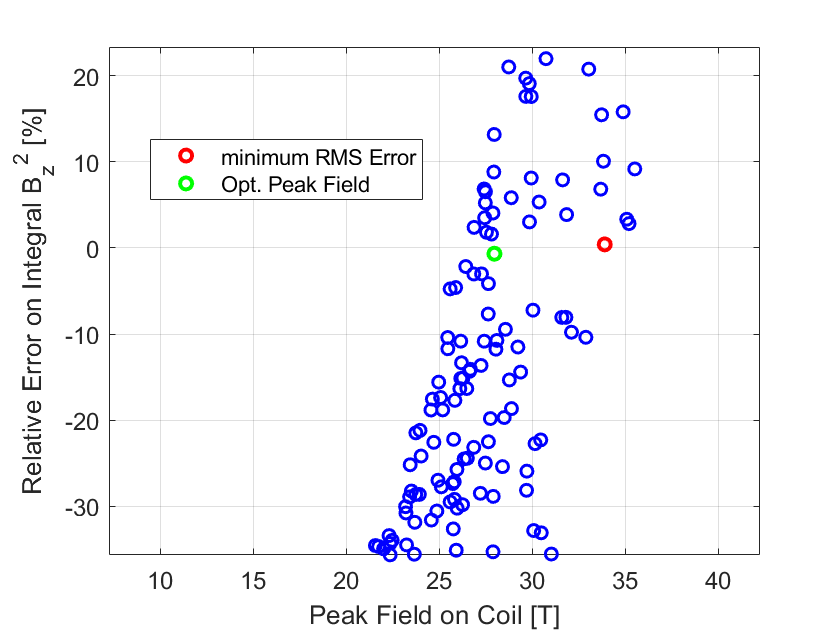 20
10
0
-10
-20
-30
Relative Error on Integral B_z^2 [%]
minimum RMS Error
Opt. Peak Field
10 15 20 25 30 35 40
Peak Field on Coil [T]